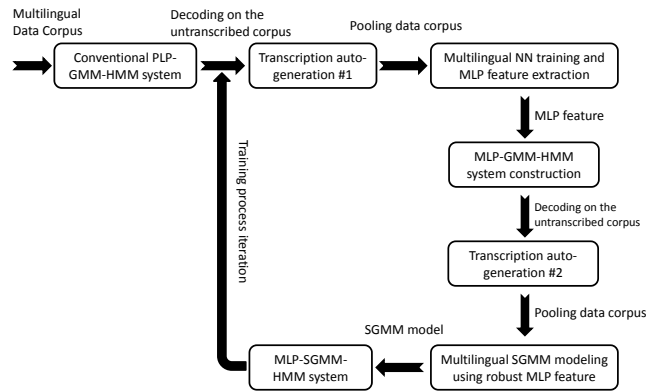 Multilingual
Data Corpus
Conventional PLP-
GMM-HMM system
Decoding on the
untranscribed corpus
Transcription auto-
generation #1
Pooling data corpus
Multilingual NN training and
MLP feature extraction
MLP feature
MLP-GMM-HMM
system construction
Decoding on the
untranscribed corpus
Transcription auto-
generation #2
Pooling data corpus
Multilingual SGMM modeling
using robust MLP feature
SGMM model
MLP-SGMM-
HMM system
Training process iteration